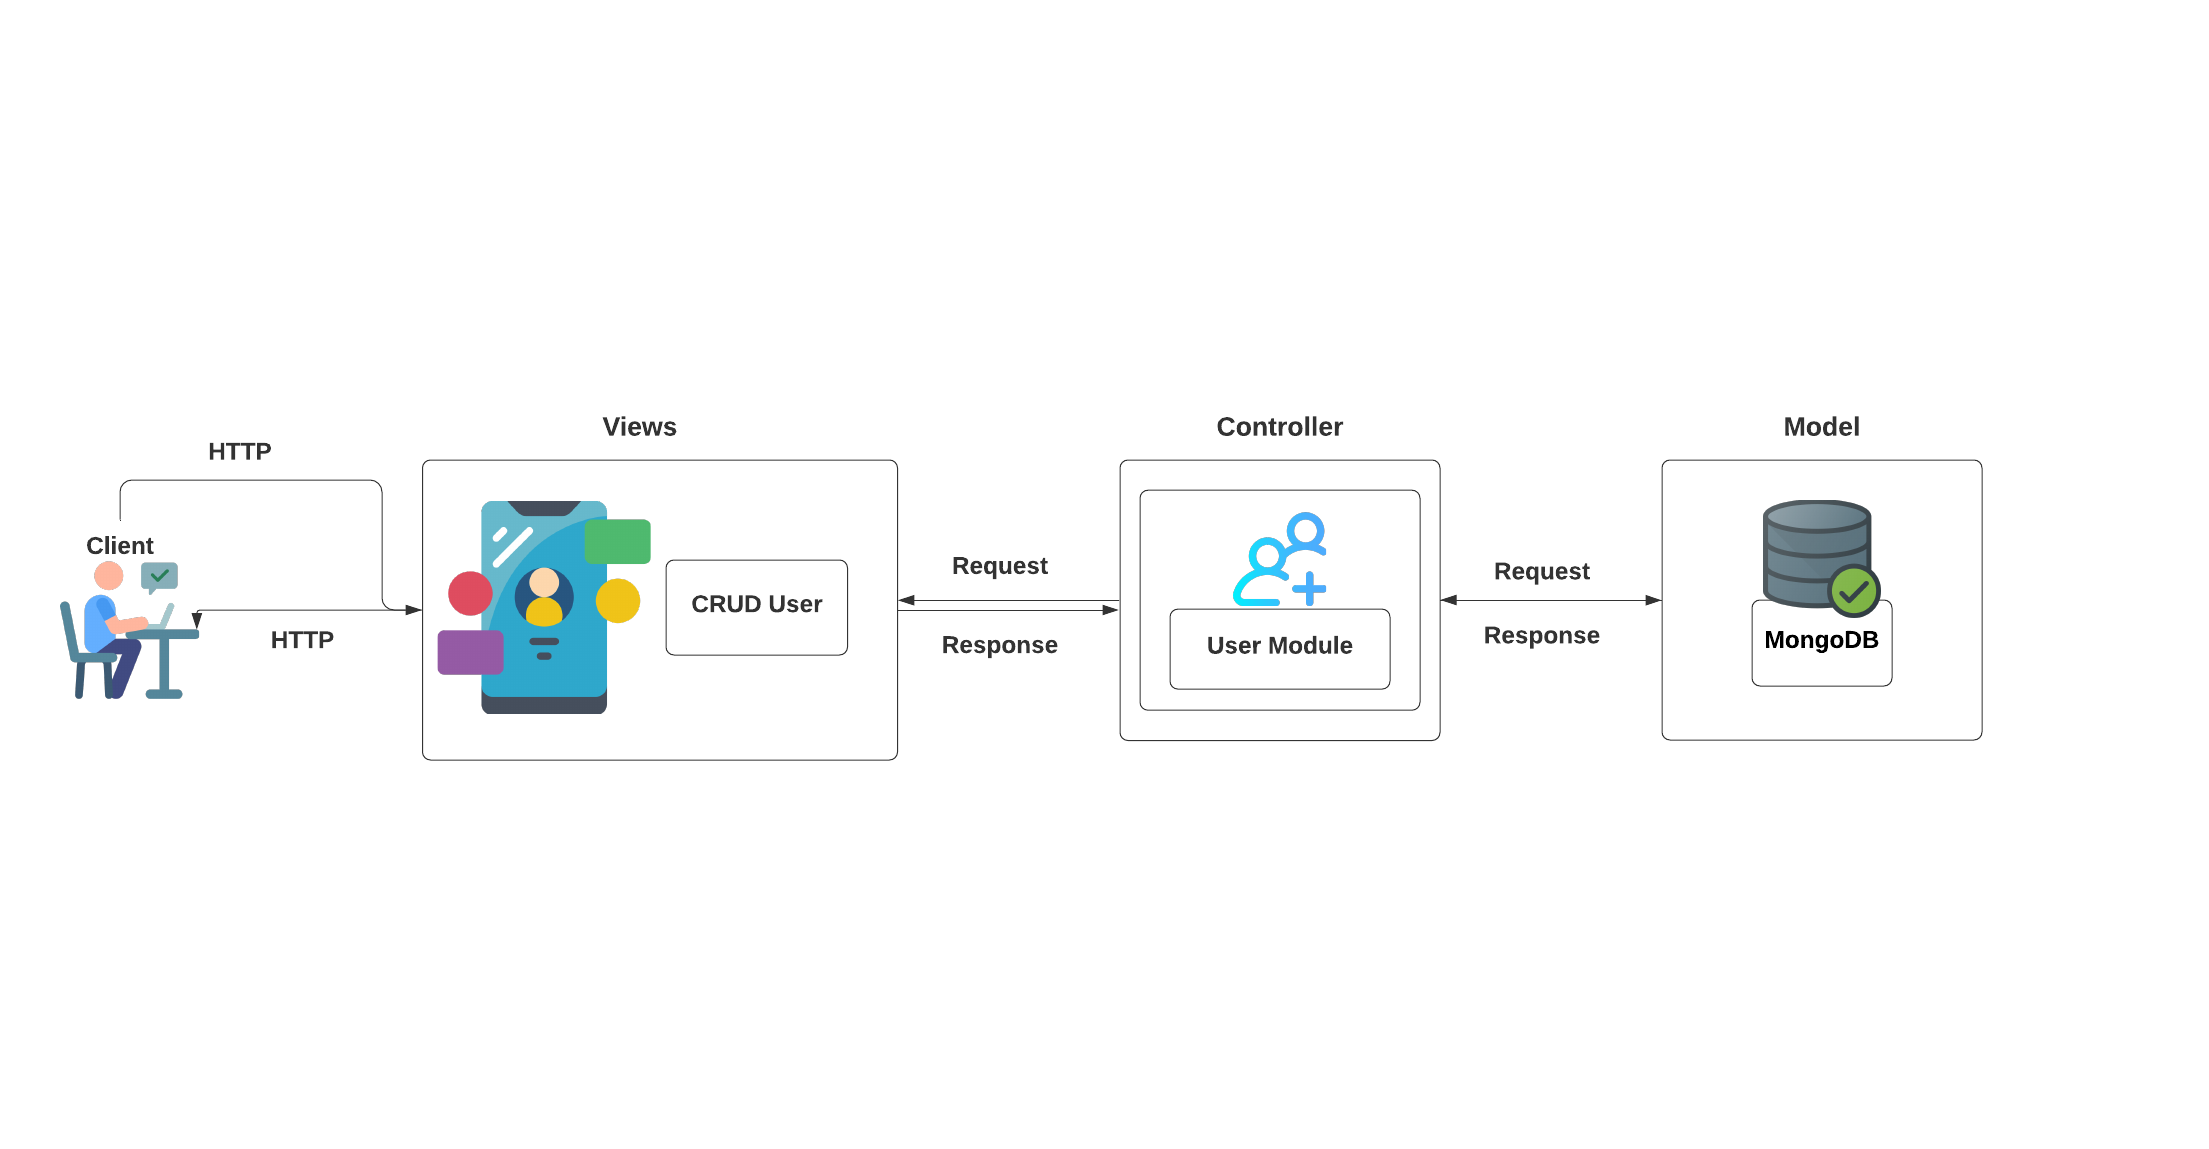 Views
Controller
Model
HTTP
Client
HTTP
CRUD User
Request
Response
User Module
Request
Response
MongoDB